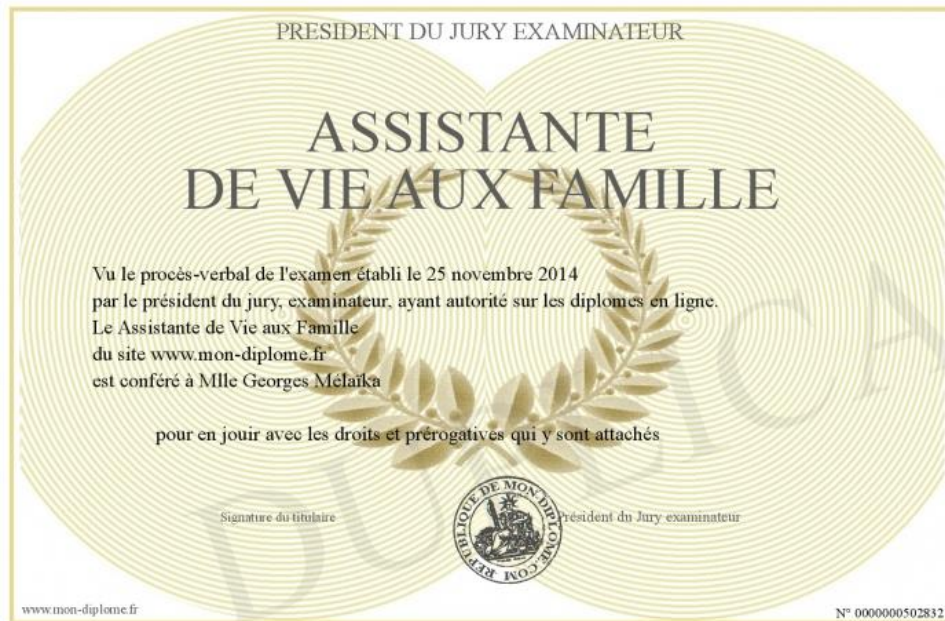 PRESIDENT DU JURY EXAMINATEUR
ASSISTANTE
DE VIE AUX FAMILLE
Vu le procès-verbal de l'examen établi le 25 novembre 2014
par le président du jury, examinateur, ayant autorité sur les diplomes en ligne.
Le Assistante de Vie aux Famille
du site www.mon-diplome.fr
est conféré à Mlle Georges Mélaïka
pour en jouir avec les droits et prérogatives qui y sont attachés
Signature du titulaire
Président du Jury examinateur
REPUBLIQUE DE MON-DIPLOME.COM
www.mon-diplome.fr
N° 0000000502832
DUPLICA